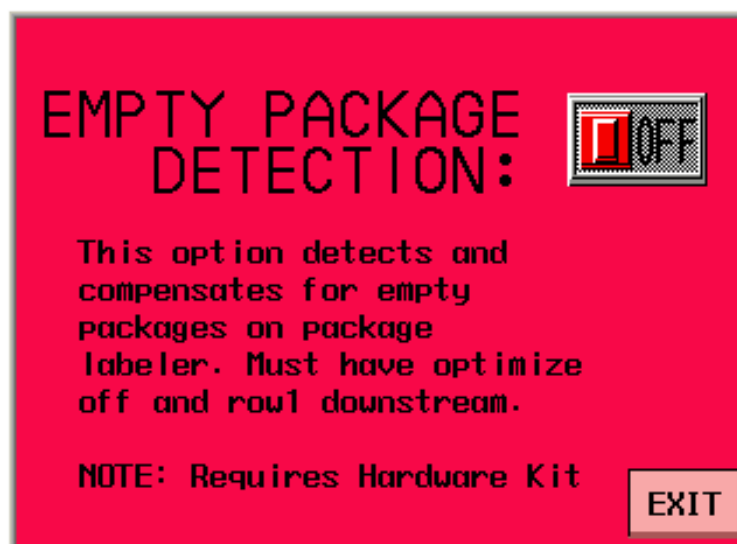 EMPTY PACKAGE
DETECTION:
OFF
This option detects and
compensates for empty
packages on package
labeler. Must have optimize
off and row1 downstream.
NOTE: Requires Hardware Kit
EXIT